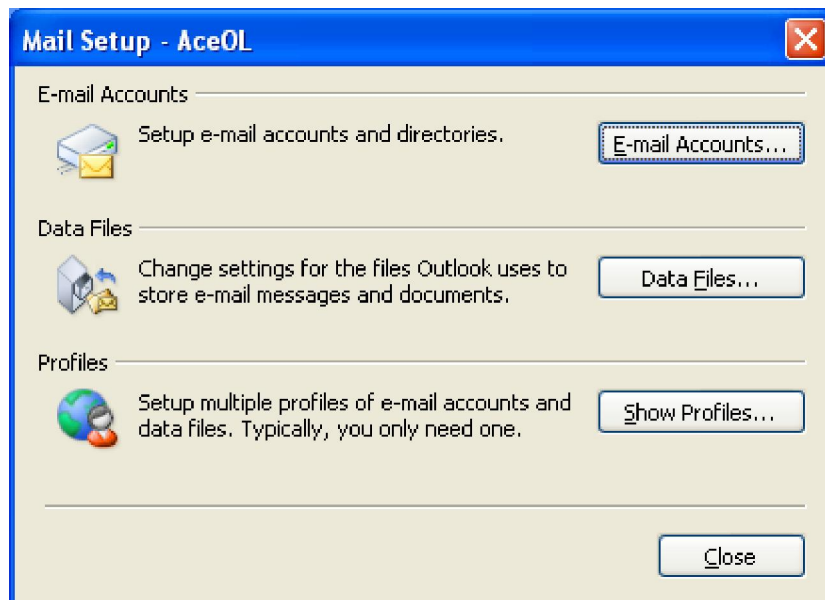 Mail Setup - AceOL
E-mail Accounts
Setup e-mail accounts and directories.
E-mail Accounts...
Data Files
Change settings for the files Outlook uses to
store e-mail messages and documents.
Data Files...
Profiles
Setup multiple profiles of e-mail accounts and
data files. Typically, you only need one.
Show Profiles...
Close